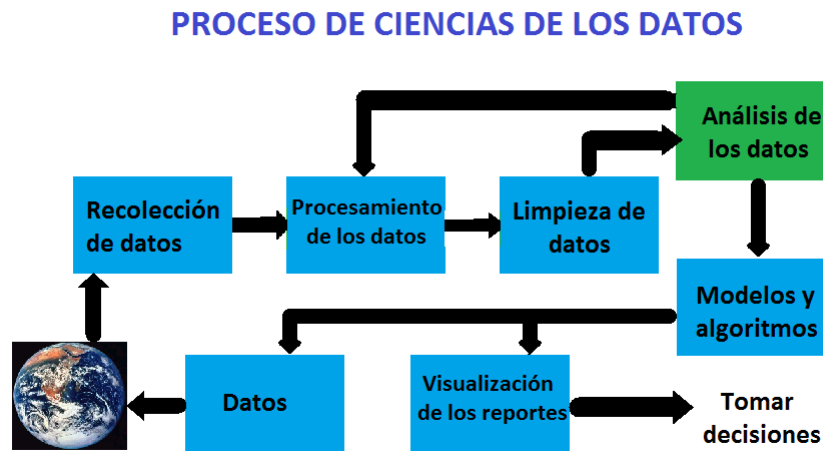 PROCESO DE CIENCIAS DE LOS DATOS
Análisis de
los datos
Recolección
de datos
Procesamiento
de los datos
Limpieza de
datos
Modelos y
algoritmos
Datos
Visualización
de los reportes
Tomar
decisiones